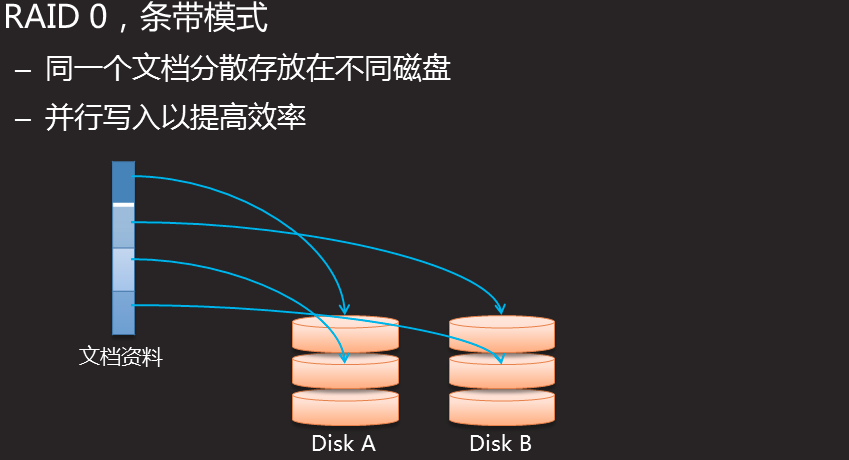 RAID 0，条带模式
– 同一个文档分散存放在不同磁盘
– 并行写入以提高效率
文档资料
Disk A
Disk B